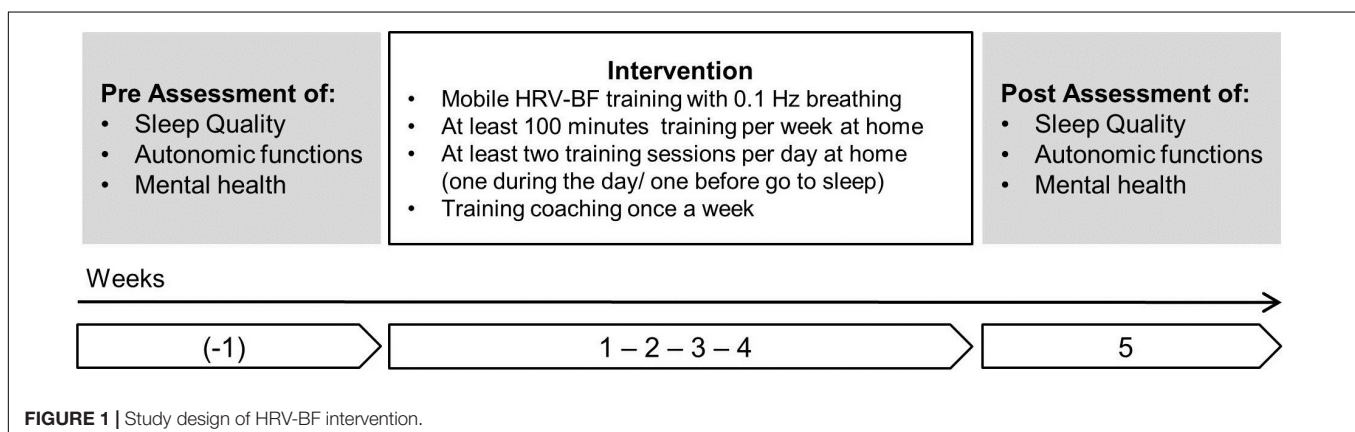 Pre Assessment of:
• Sleep Quality
• Autonomic functions
• Mental health
Intervention
• Mobile HRV-BF training with 0.1 Hz breathing
• At least 100 minutes training per week at home
• At least two training sessions per day at home
(one during the day/ one before go to sleep)
• Training coaching once a week
Post Assessment of:
• Sleep Quality
• Autonomic functions
• Mental health
Weeks
(-1)
1 – 2 – 3 – 4
5
FIGURE 1 | Study design of HRV-BF intervention.